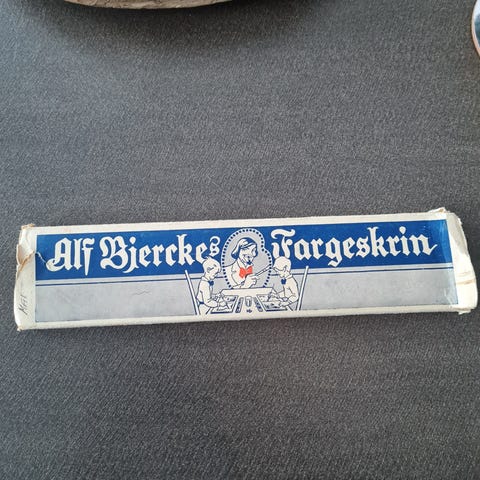 Alf Bjerckes Fargeskrin